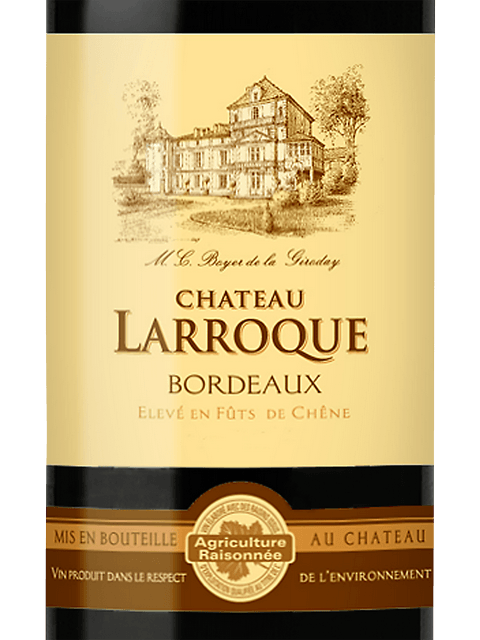 M. C. Boyer de la Giroday
CHATEAU
LARROQUE
BORDEAUX
ELEVÉ EN FÛTS DE CHÊNE
MIS EN BOUTEILLE
Agriculture
Raisonnée
AU CHATEAU
VIN PRODUIT DANS LE RESPECT
DE L'ENVIRONNEMENT